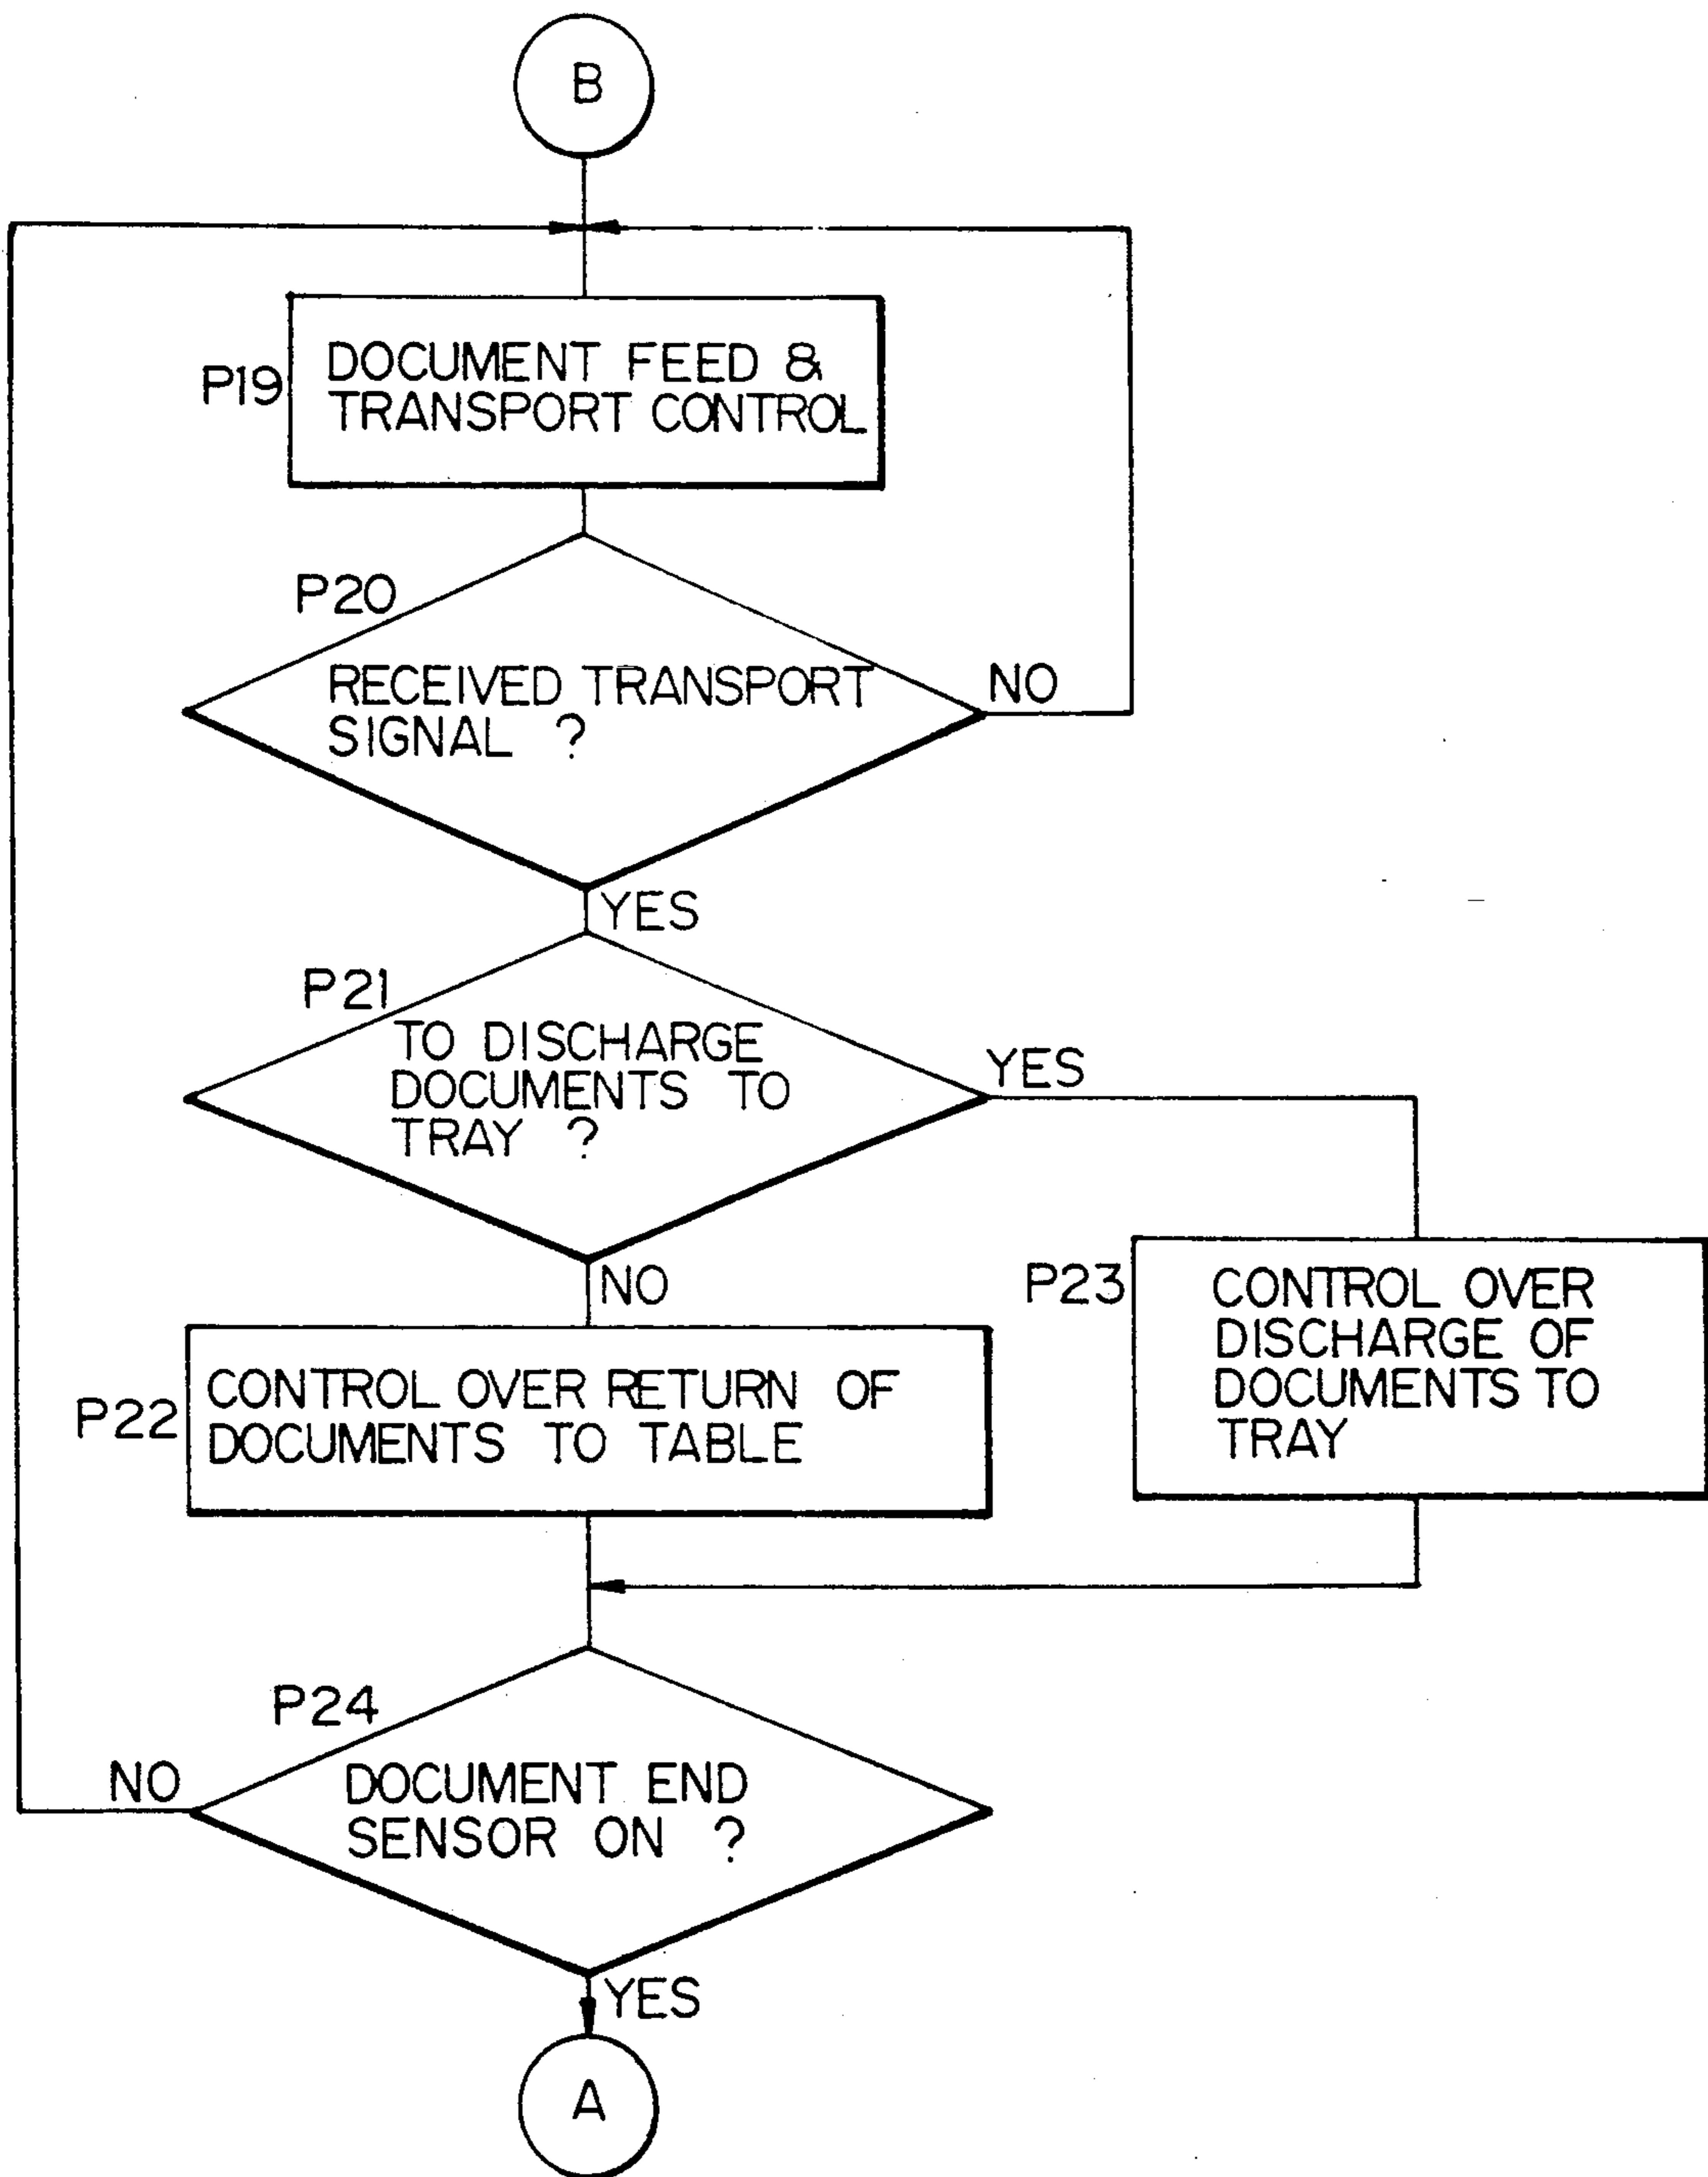 B
P19
DOCUMENT FEED &
TRANSPORT CONTROL
P20
RECEIVED TRANSPORT
SIGNAL ?
NO
YES
P21
TO DISCHARGE
DOCUMENTS TO
TRAY ?
YES
NO
P22
CONTROL OVER RETURN OF
DOCUMENTS TO TABLE
P23
CONTROL OVER
DISCHARGE OF
DOCUMENTS TO
TRAY
P24
NO
DOCUMENT END
SENSOR ON ?
YES
A